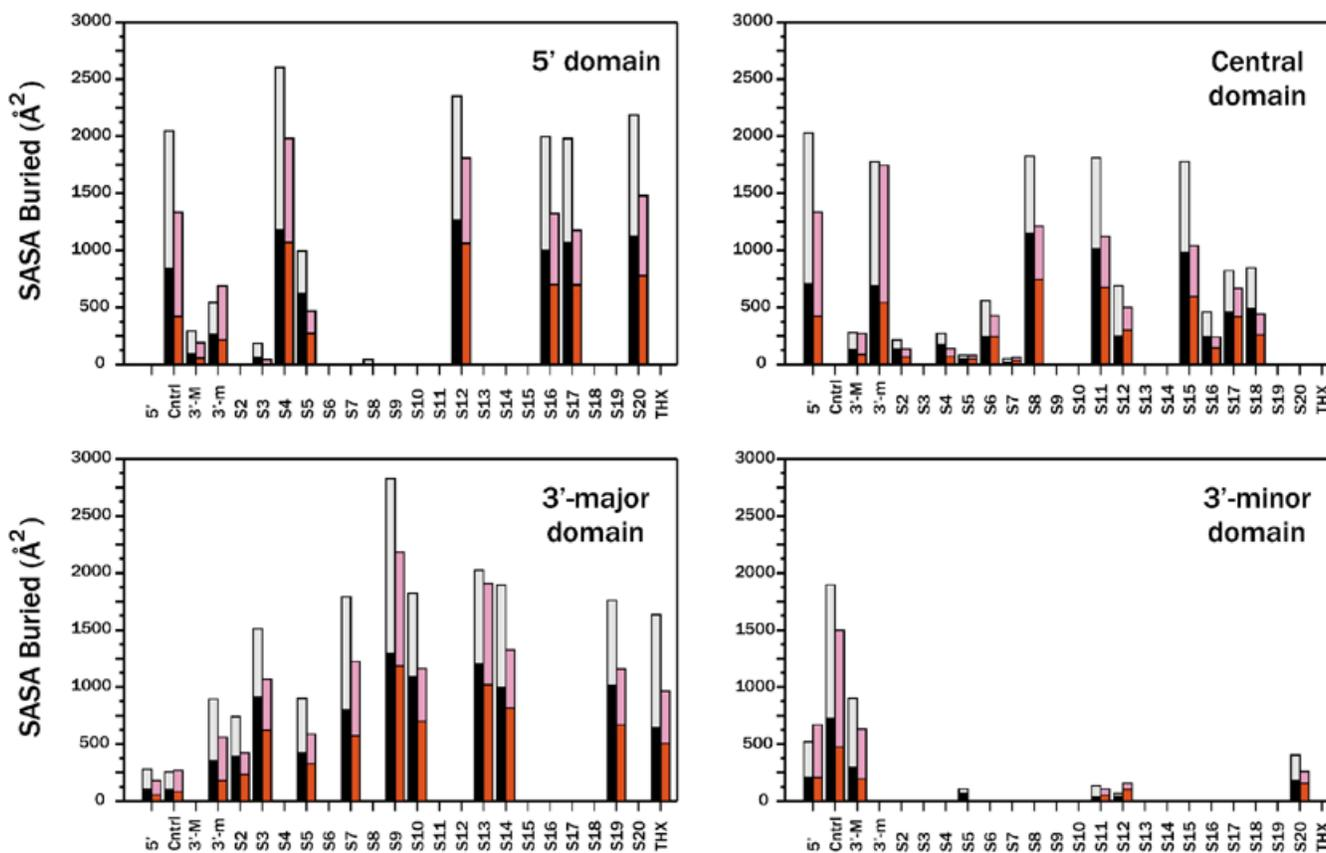 3000
2500
2000
1500
1000
500
0
SASA Buried (Å2)
5' domain
5' Cntrl 3'-M 3'-m S2 S3 S4 S5 S6 S7 S8 S9 S10 S11 S12 S13 S14 S15 S16 S17 S18 S19 S20 THX
3000
2500
2000
1500
1000
500
0
Central
domain
5' Cntrl 3'-M 3'-m S2 S3 S4 S5 S6 S7 S8 S9 S10 S11 S12 S13 S14 S15 S16 S17 S18 S19 S20 THX
3000
2500
2000
1500
1000
500
0
SASA Buried (Å2)
3'-major
domain
5' Cntrl 3'-M 3'-m S2 S3 S4 S5 S6 S7 S8 S9 S10 S11 S12 S13 S14 S15 S16 S17 S18 S19 S20 THX
3000
2500
2000
1500
1000
500
0
3'-minor
domain
5' Cntrl 3'-M 3'-m S2 S3 S4 S5 S6 S7 S8 S9 S10 S11 S12 S13 S14 S15 S16 S17 S18 S19 S20 THX